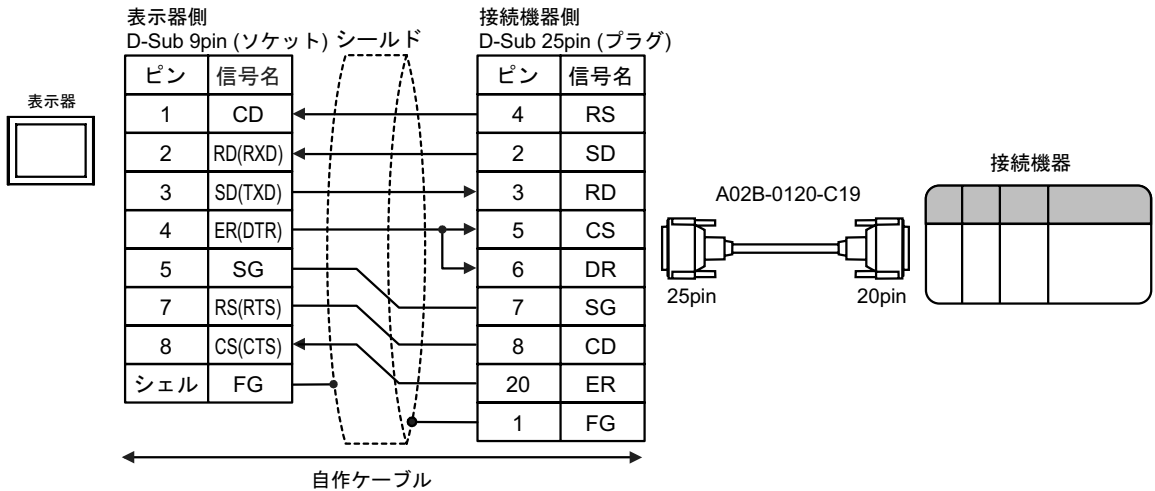 表示器側
D-Sub 9pin (ソケット)
シールド
接続機器側
D-Sub 25pin (プラグ)
表示器
ピン 信号名
1 CD
2 RD(RXD)
3 SD(TXD)
4 ER(DTR)
5 SG
7 RS(RTS)
8 CS(CTS)
シェル FG
ピン 信号名
4 RS
2 SD
3 RD
5 CS
6 DR
7 SG
8 CD
20 ER
1 FG
A02B-0120-C19
25pin
20pin
接続機器
自作ケーブル